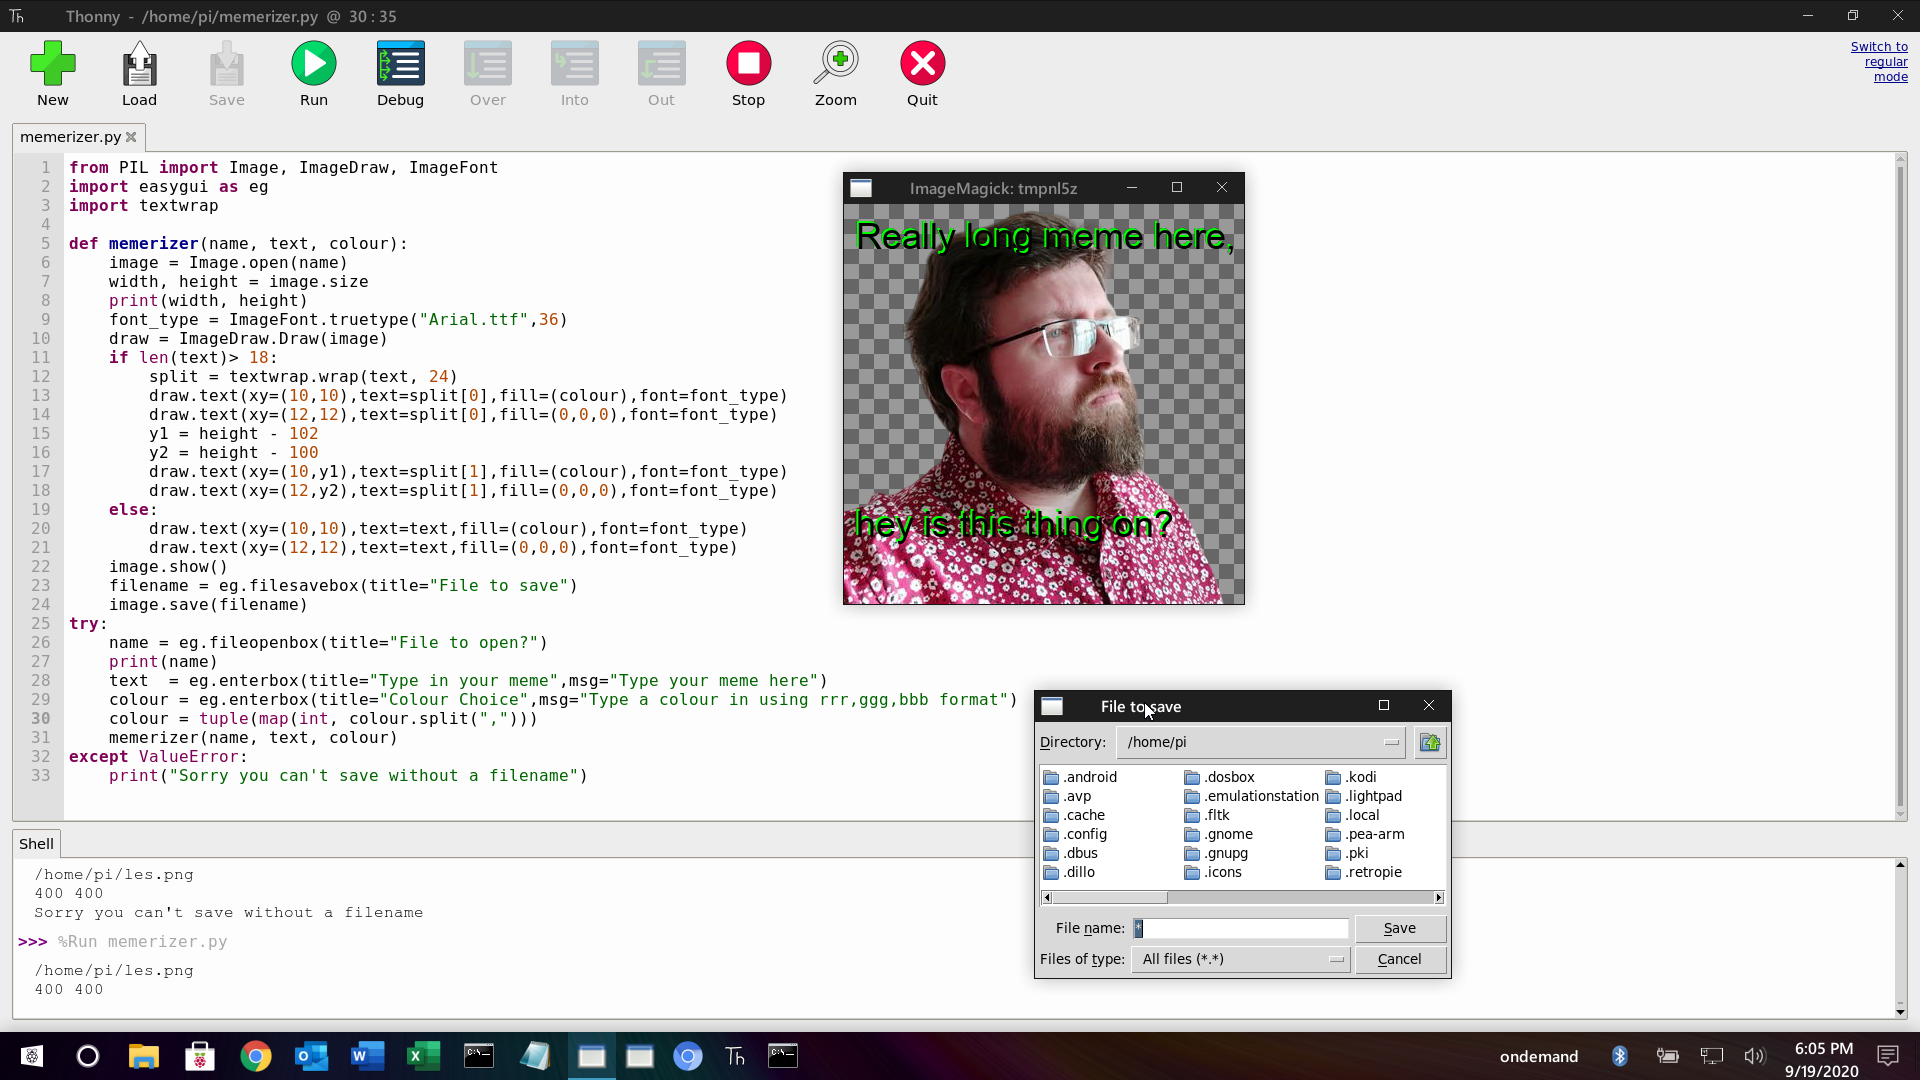 Thonny - /home/pi/memerizer.py @ 30 : 35
Switch to
regular
mode
New
Load
Save
Run
Debug
Over
Into
Out
Stop
Zoom
Quit
memerizer.py
1 from PIL import Image, ImageDraw, ImageFont
2 import easygui as eg
3 import textwrap
4
5 def memerizer(name, text, colour):
6     image = Image.open(name)
7     width, height = image.size
8     print(width, height)
9     font_type = ImageFont.truetype("Arial.ttf",36)
10     draw = ImageDraw.Draw(image)
11     if len(text)> 18:
12         split = textwrap.wrap(text, 24)
13         draw.text(xy=(10,10),text=split[0],fill=(colour),font=font_type)
14         draw.text(xy=(12,12),text=split[0],fill=(0,0,0),font=font_type)
15         y1 = height - 102
16         y2 = height - 100
17         draw.text(xy=(10,y1),text=split[1],fill=(colour),font=font_type)
18         draw.text(xy=(12,y2),text=split[1],fill=(0,0,0),font=font_type)
19     else:
20         draw.text(xy=(10,10),text=text,fill=(colour),font=font_type)
21         draw.text(xy=(12,12),text=text,fill=(0,0,0),font=font_type)
22     image.show()
23     filename = eg.filesavebox(title="File to save")
24     image.save(filename)
25 try:
26     name = eg.fileopenbox(title="File to open?")
27     print(name)
28     text  = eg.enterbox(title="Type in your meme",msg="Type your meme here")
29     colour = eg.enterbox(title="Colour Choice",msg="Type a colour in using rrr,ggg,bbb format")
30     colour = tuple(map(int, colour.split(",")))
31     memerizer(name, text, colour)
32 except ValueError:
33     print("Sorry you can't save without a filename")
ImageMagick: tmpnl5z
Really long meme here,
hey is this thing on?
File to save
Directory: /home/pi
.android .dosbox .kodi
.avp .emulationstation .lightpad
.cache .fltk .local
.config .gnome .pea-arm
.dbus .gnupg .pki
.dillo .icons .retropie
File name: * Save
Files of type: All files (*.*) Cancel
Shell
/home/pi/les.png
400 400
Sorry you can't save without a filename
>>> %Run memerizer.py
/home/pi/les.png
400 400
Th
ondemand
6:05 PM
9/19/2020